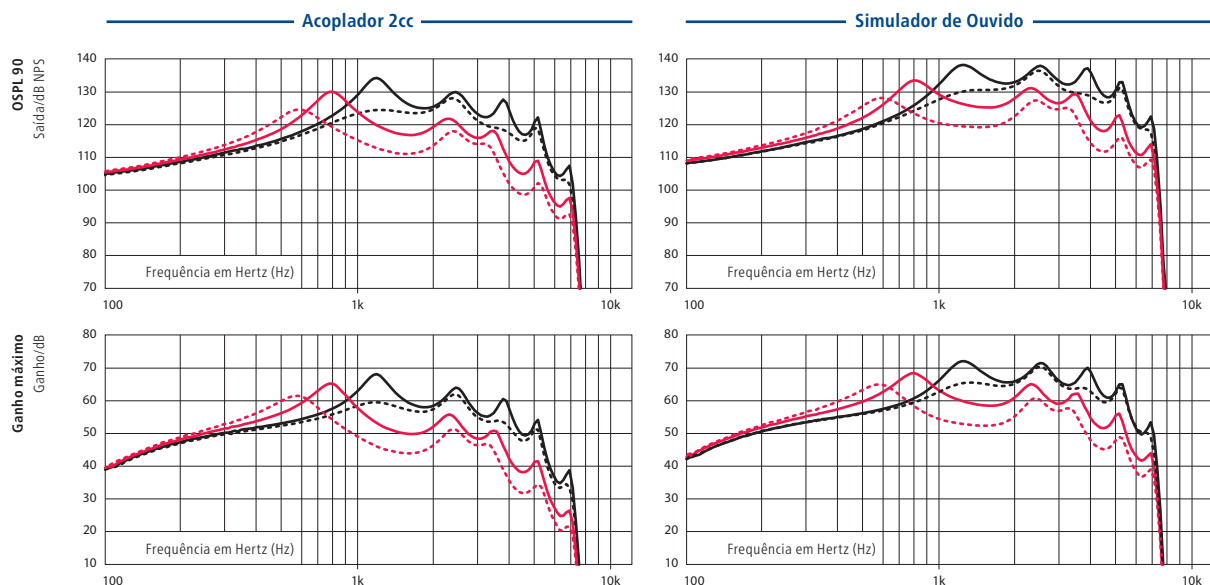 Acoplador 2cc
Simulador de Ouvido
OSPL 90
Saída/dB NPS
140
130
120
110
100
90
80
70
Frequência em Hertz (Hz)
100
1k
10k
140
130
120
110
100
90
80
70
Frequência em Hertz (Hz)
100
1k
10k
Ganho máximo
Ganho/dB
80
70
60
50
40
30
20
10
Frequência em Hertz (Hz)
100
1k
10k
80
70
60
50
40
30
20
10
Frequência em Hertz (Hz)
100
1k
10k